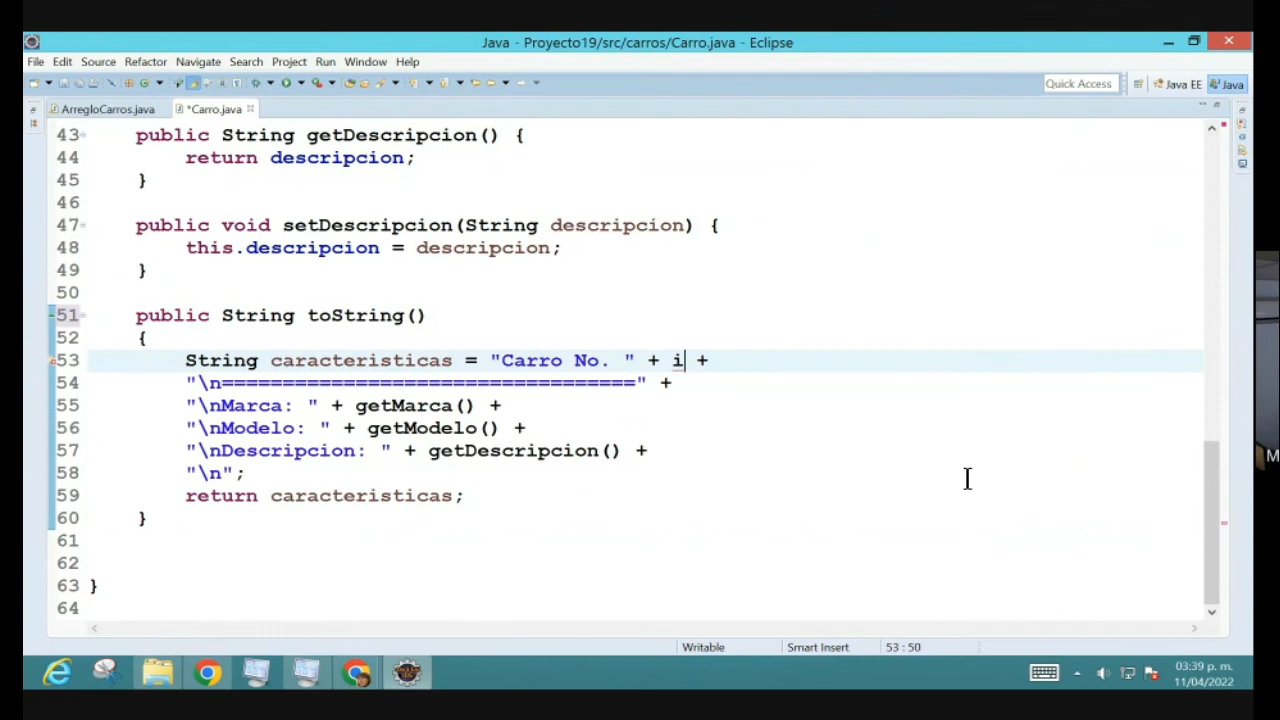 Java - Proyecto19/src/carros/Carro.java - Eclipse
File Edit Source Refactor Navigate Search Project Run Window Help
Quick Access Java EE Java
ArregloCarros.java *Carro.java
43 public String getDescripcion() {
44 return descripcion;
45 }
46
47 public void setDescripcion(String descripcion) {
48 this.descripcion = descripcion;
49 }
50
51 public String toString()
52 {
53 String caracteristicas = "Carro No. " + i +
54 "\n==================================" +
55 "\nMarca: " + getMarca() +
56 "\nModelo: " + getModelo() +
57 "\nDescripcion: " + getDescripcion() +
58 "\n";
59 return caracteristicas;
60 }
61
62
63 }
64
M
Writable Smart Insert 53 : 50
03:39 p. m.
11/04/2022